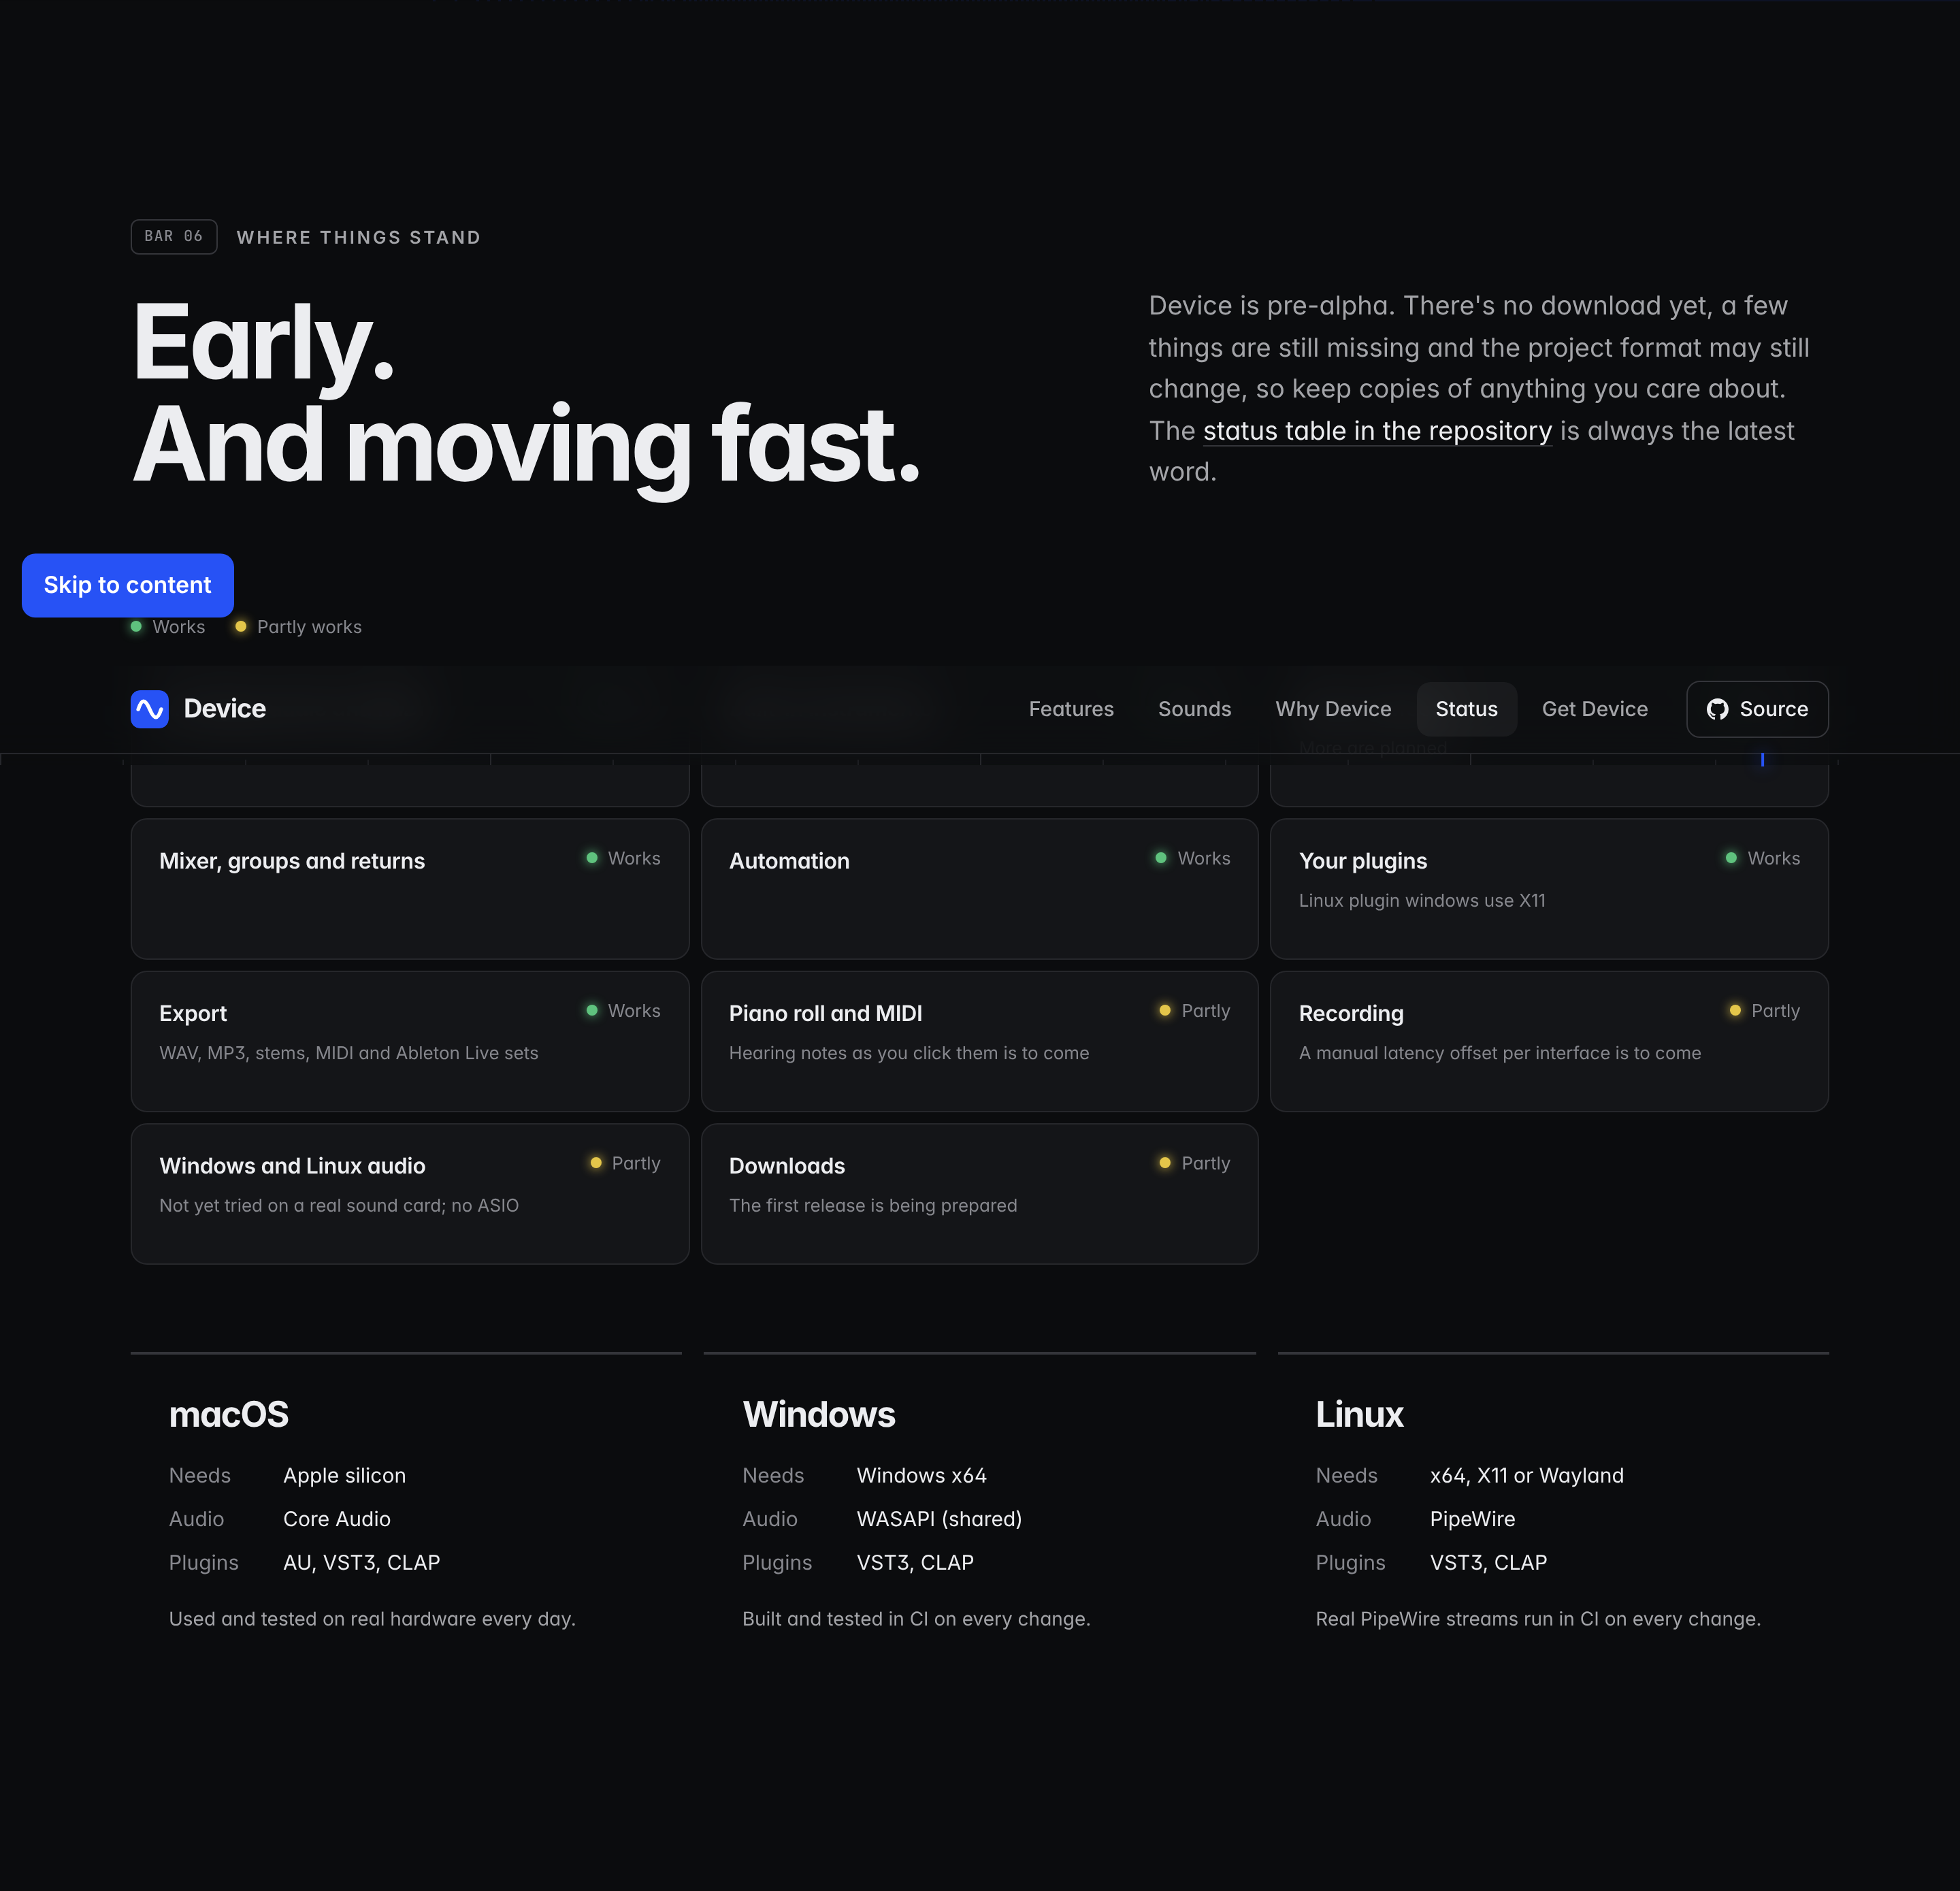 BAR 06 WHERE THINGS STAND
Early.
And moving fast.
Device is pre-alpha. There's no download yet, a few
things are still missing and the project format may still
change, so keep copies of anything you care about.
The status table in the repository is always the latest
word.
Skip to content
Works Partly works
Device Features Sounds Why Device Status Get Device Source
More are planned
Mixer, groups and returns Works
Automation Works
Your plugins Works
Linux plugin windows use X11
Export Works
WAV, MP3, stems, MIDI and Ableton Live sets
Piano roll and MIDI Partly
Hearing notes as you click them is to come
Recording Partly
A manual latency offset per interface is to come
Windows and Linux audio Partly
Not yet tried on a real sound card; no ASIO
Downloads Partly
The first release is being prepared
macOS
Needs Apple silicon
Audio Core Audio
Plugins AU, VST3, CLAP
Used and tested on real hardware every day.
Windows
Needs Windows x64
Audio WASAPI (shared)
Plugins VST3, CLAP
Built and tested in CI on every change.
Linux
Needs x64, X11 or Wayland
Audio PipeWire
Plugins VST3, CLAP
Real PipeWire streams run in CI on every change.